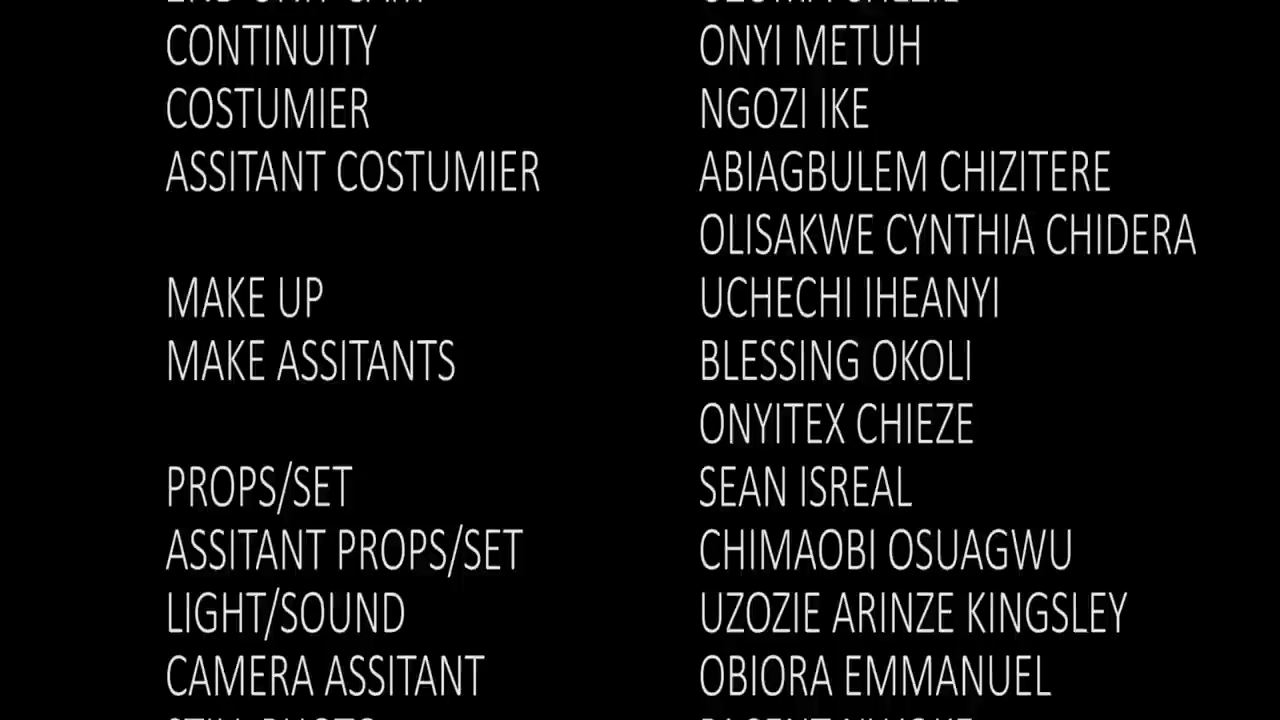 CONTINUITY ONYI METUH
COSTUMIER NGOZI IKE
ASSITANT COSTUMIER ABIAGBULEM CHIZITERE
OLISAKWE CYNTHIA CHIDERA
MAKE UP UCHECHI IHEANYI
MAKE ASSITANTS BLESSING OKOLI
ONYITEX CHIEZE
PROPS/SET SEAN ISREAL
ASSITANT PROPS/SET CHIMAOBI OSUAGWU
LIGHT/SOUND UZOZIE ARINZE KINGSLEY
CAMERA ASSITANT OBIORA EMMANUEL